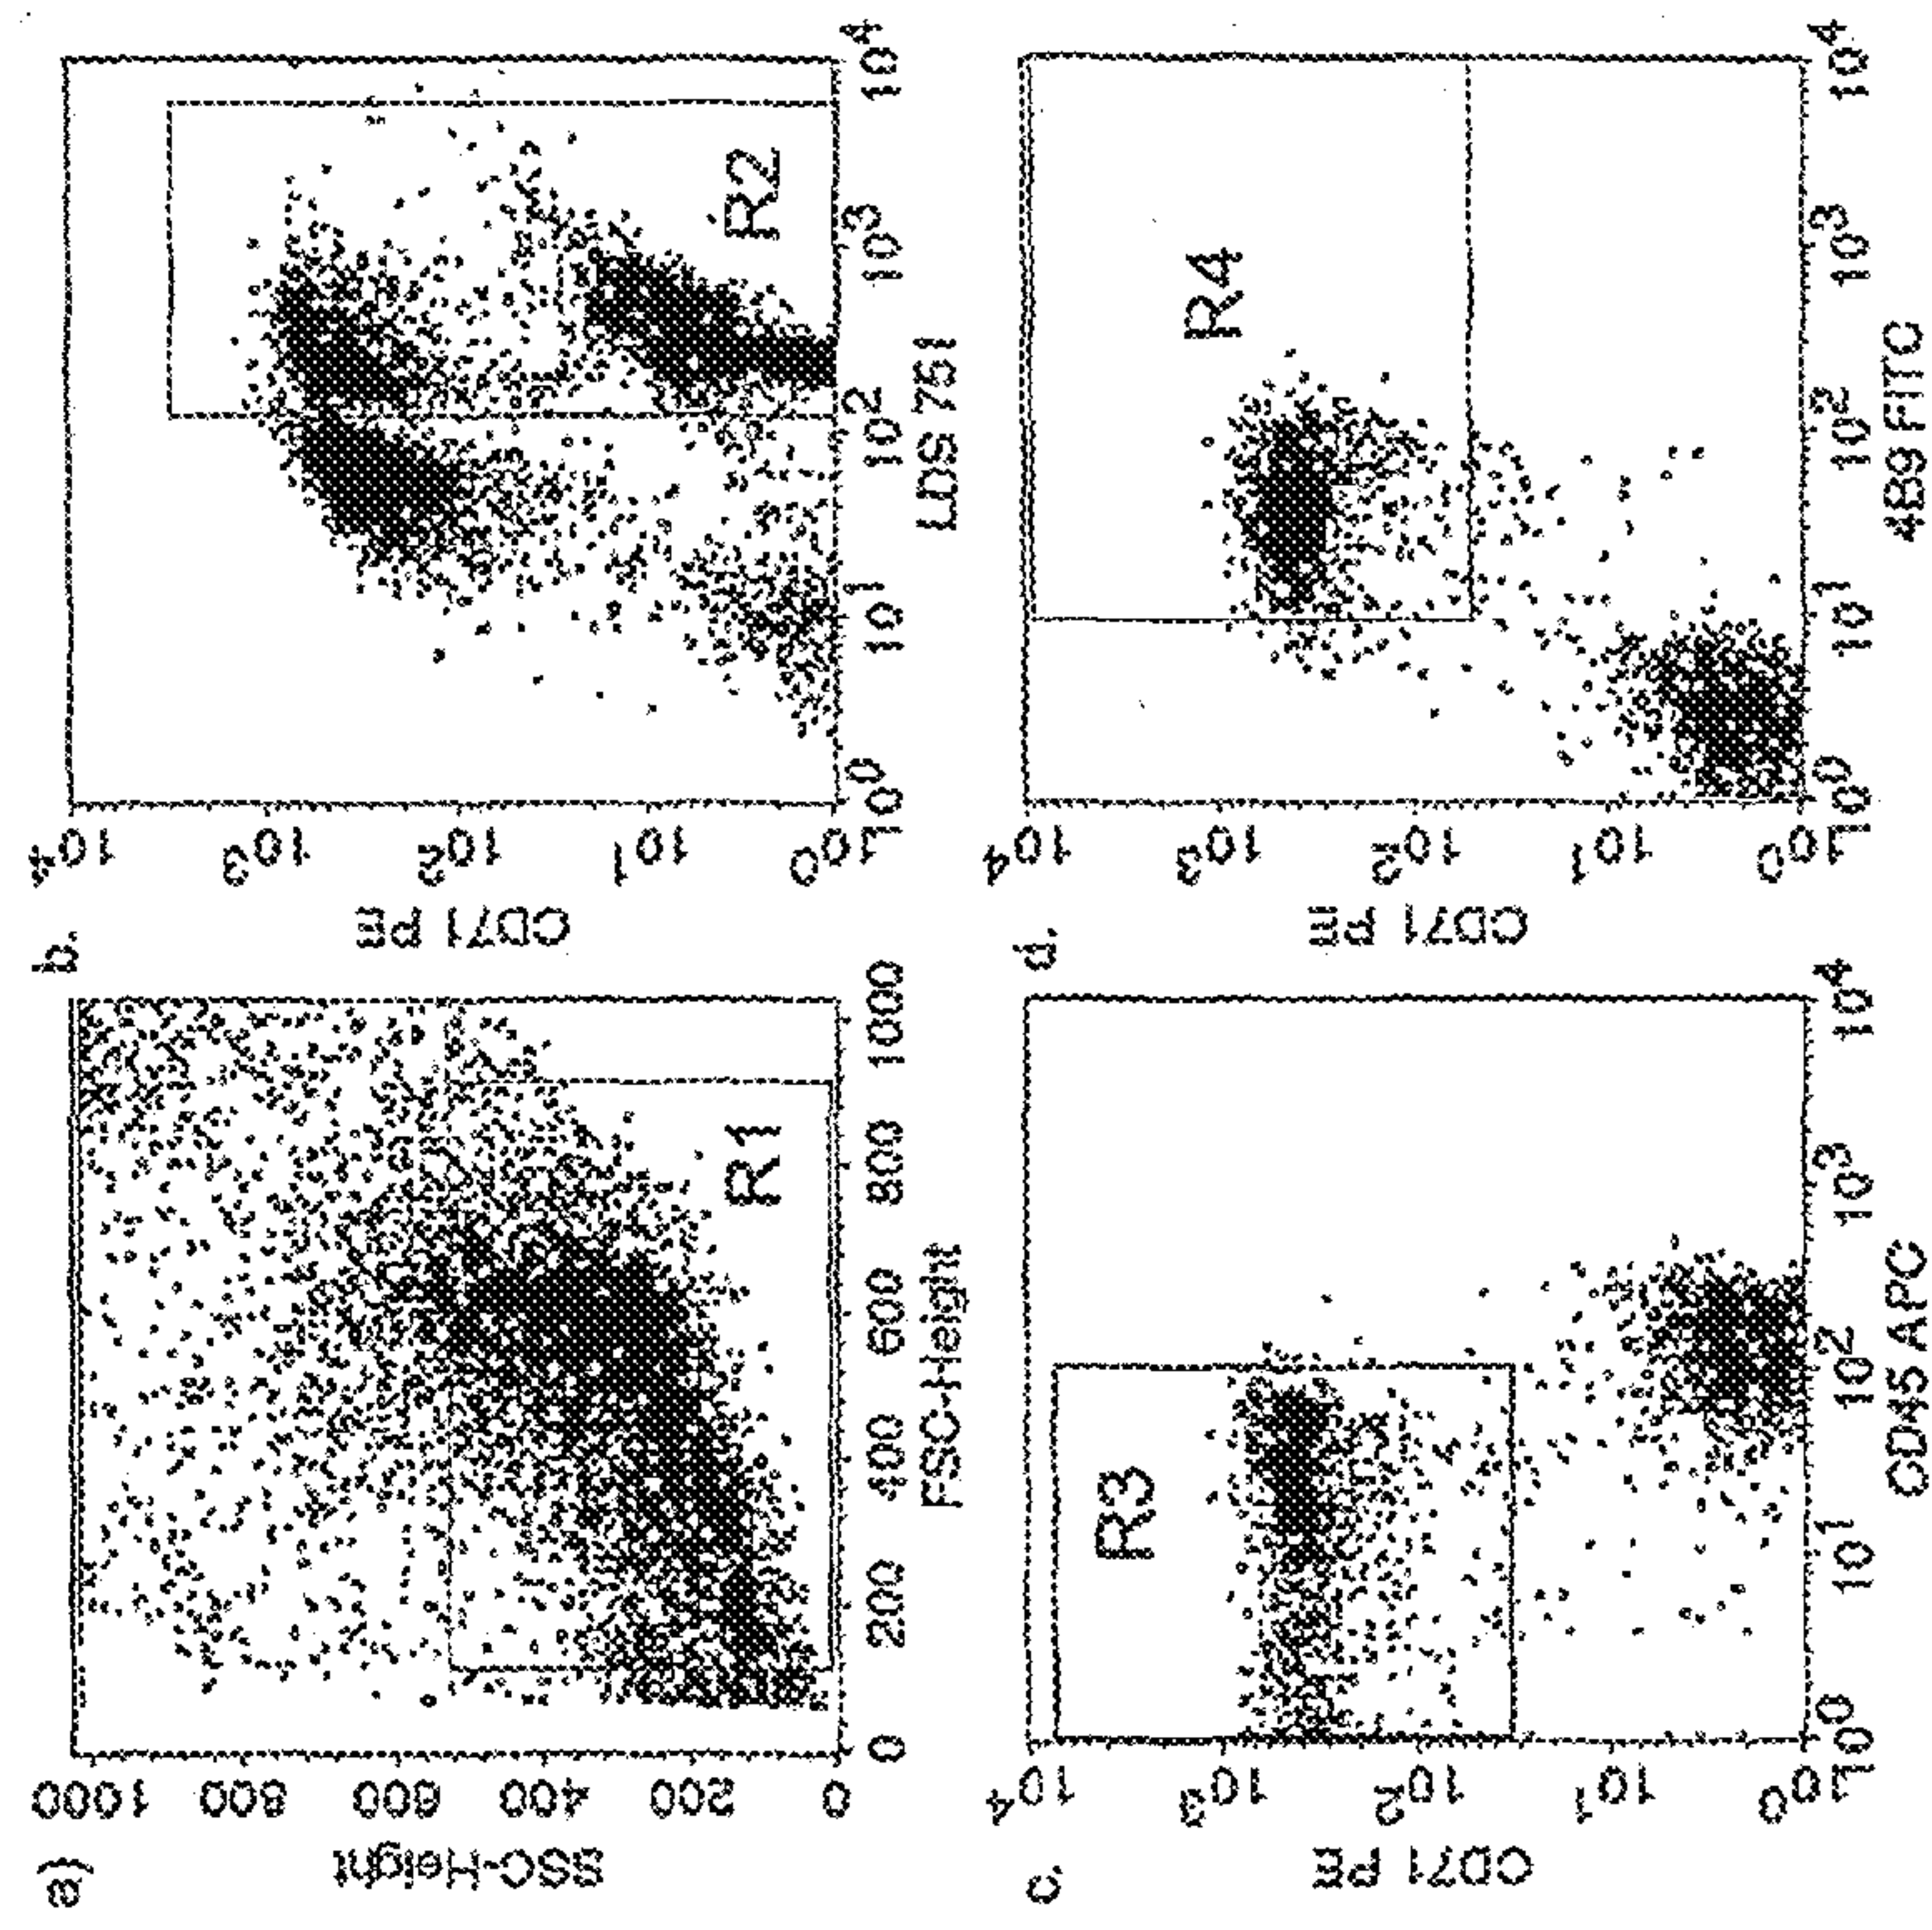 a)
SSC-Height
1000
800
600
400
200
0
R1
0 200 400 600 800 1000
FSC-Height
b.
CD71 PE
10⁴
10³
10²
10¹
10⁰
R2
10⁰ 10¹ 10² 10³ 10⁴
LDS 751
c.
CD71 PE
10⁴
10³
10²
10¹
10⁰
R3
10⁰ 10¹ 10² 10³ 10⁴
CD45 APC
d.
CD71 PE
10⁴
10³
10²
10¹
10⁰
R4
10⁰ 10¹ 10² 10³ 10⁴
4B9 FITC